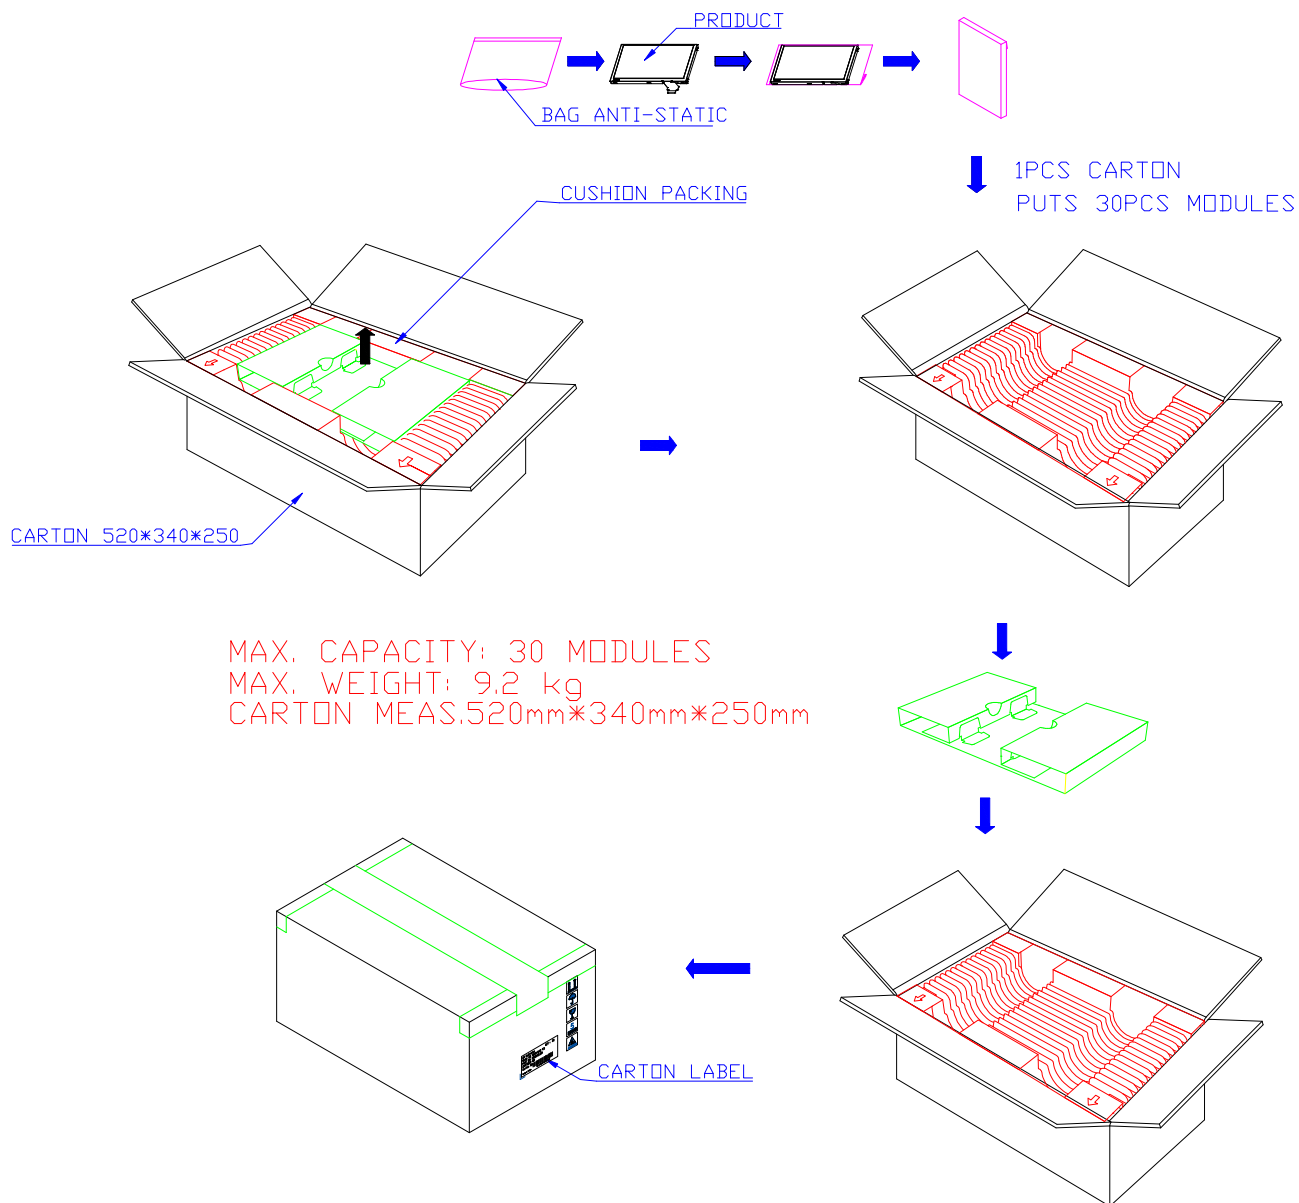 PRODUCT
BAG ANTI-STATIC
1PCS CARTON
PUTS 30PCS MODULES
CUSHION PACKING
CARTON 520*340*250
MAX. CAPACITY: 30 MODULES
MAX. WEIGHT: 9.2 kg
CARTON MEAS.520mm*340mm*250mm
CARTON LABEL